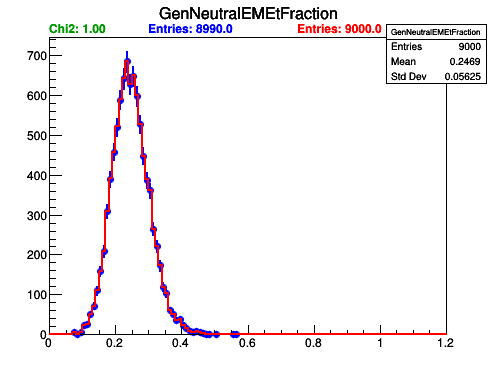 GenNeutralEMEtFraction
Chi2: 1.00 Entries: 8990.0 Entries: 9000.0
GenNeutralEMEtFraction
Entries 9000
Mean 0.2469
Std Dev 0.05625
700
600
500
400
300
200
100
0
0 0.2 0.4 0.6 0.8 1 1.2